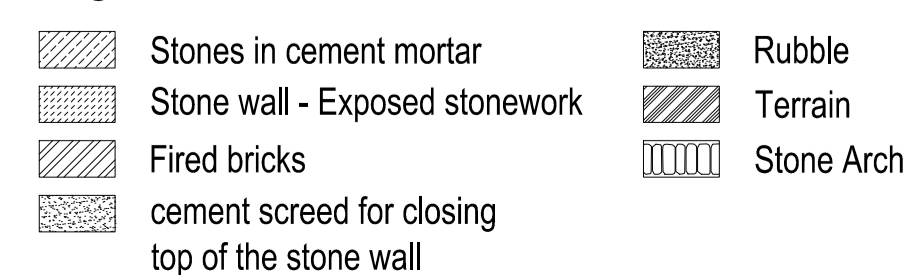 Stones in cement mortar
Stone wall - Exposed stonework
Fired bricks
cement screed for closing
top of the stone wall
Rubble
Terrain
Stone Arch